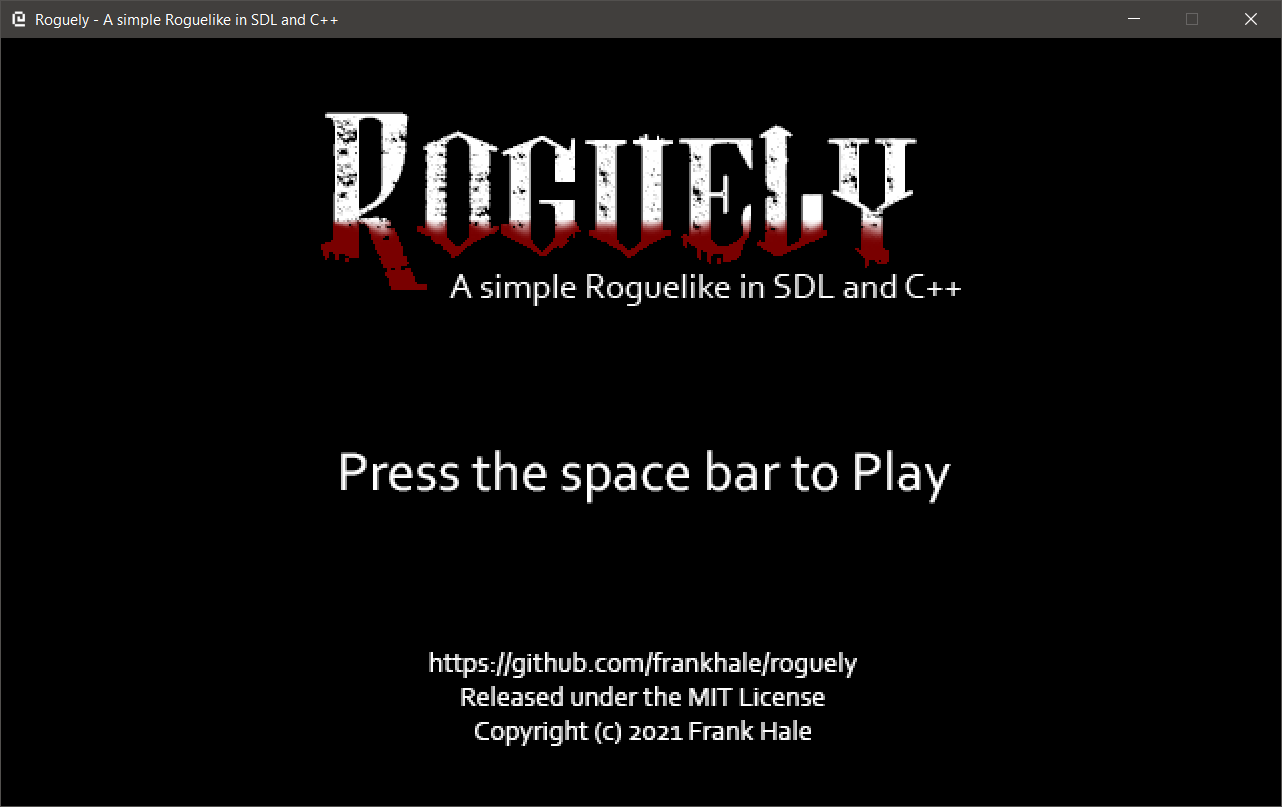 Roguely - A simple Roguelike in SDL and C++
ROGUELY
A simple Roguelike in SDL and C++
Press the space bar to Play
https://github.com/frankhale/roguely
Released under the MIT License
Copyright (c) 2021 Frank Hale